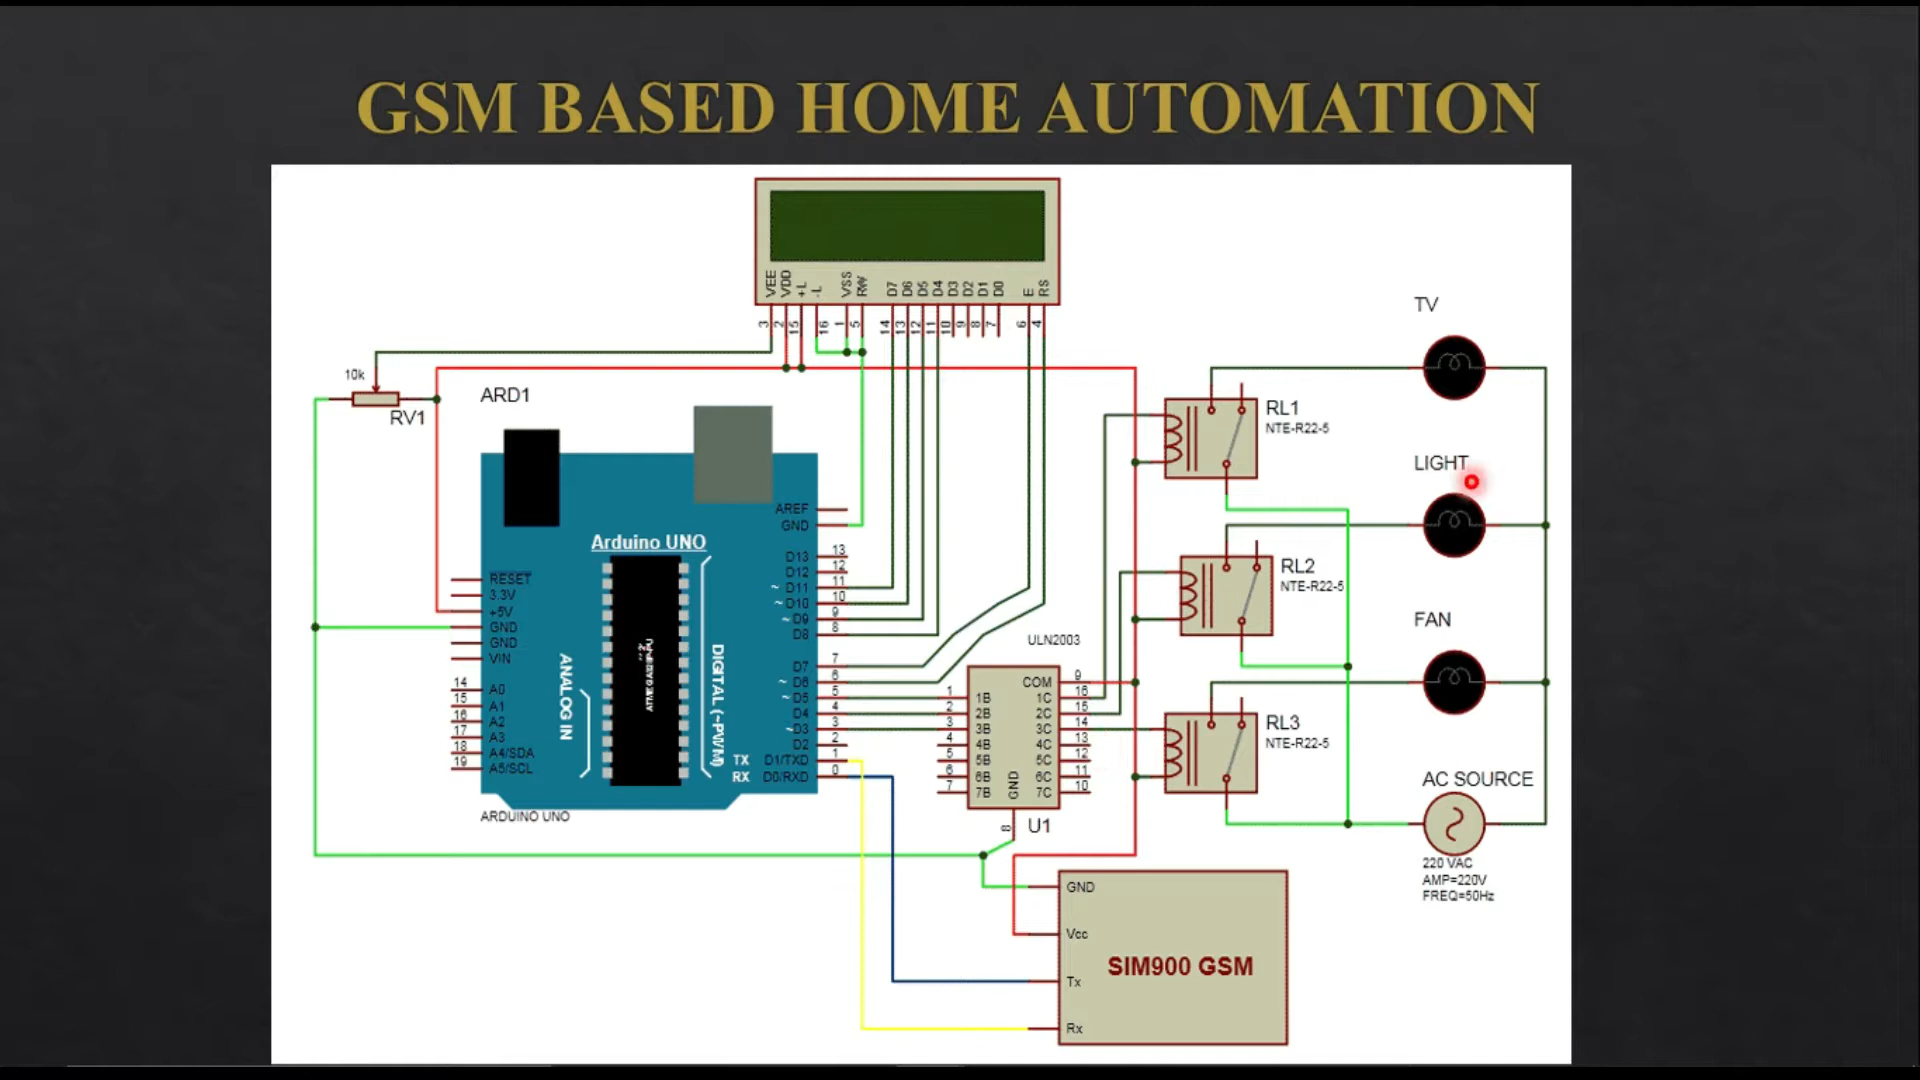 GSM BASED HOME AUTOMATION
VEE VDD +L -L VSS RW D7 D6 D5 D4 D3 D2 D1 D0 E RS
3 2 15 16 1 5 14 13 12 11 10 9 8 7 6 4
10k
RV1
ARD1
Arduino UNO
RESET
3.3V
+5V
GND
GND
VIN
14 A0
15 A1
16 A2
17 A3
18 A4/SDA
19 A5/SCL
ANALOG IN
DIGITAL (~PWM)
AREF
GND
D13 13
D12 12
~ D11 11
~ D10 10
~ D9 9
D8 8
D7 7
~ D6 6
~ D5 5
D4 4
~D3 3
D2 2
TX D1/TXD 1
RX D0/RXD 0
ARDUINO UNO
ULN2003
COM 9
1 1B 1C 16
2 2B 2C 15
3 3B 3C 14
4 4B 4C 13
5 5B 5C 12
6 6B 6C 11
7 7B 7C 10
GND
8
U1
TV
RL1
NTE-R22-5
LIGHT
RL2
NTE-R22-5
FAN
RL3
NTE-R22-5
AC SOURCE
220 VAC
AMP=220V
FREQ=50Hz
GND
Vcc
SIM900 GSM
Tx
Rx